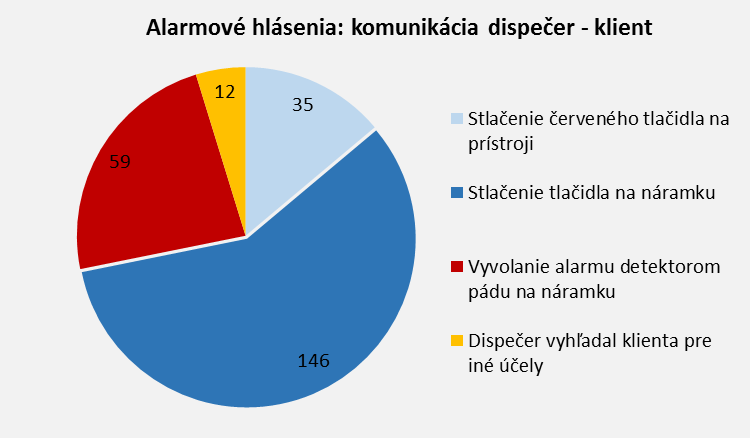 Alarmové hlásenia: komunikácia dispečer - klient
12
35
59
146
Stlačenie červeného tlačidla na
prístroji
Stlačenie tlačidla na náramku
Vyvolanie alarmu detektorom
pádu na náramku
Dispečer vyhľadal klienta pre
iné účely